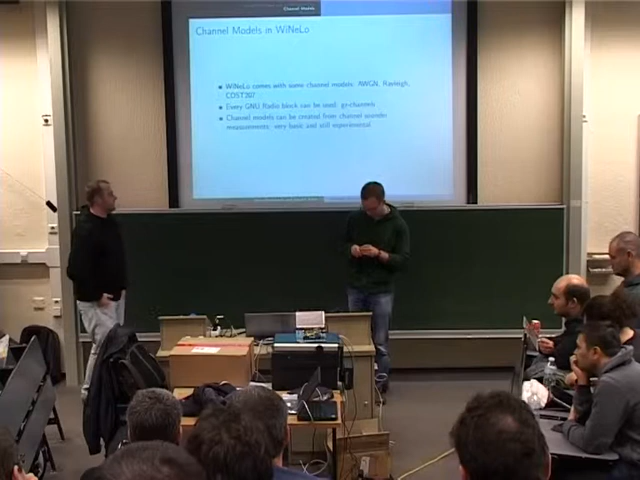 Channel Models
Channel Models in WiNeLo
WiNeLo comes with some channel models: AWGN, Rayleigh,
COST207
Every GNU Radio block can be used: gr-channels
Channel models can be created from channel sounder
measurements: very basic and still experimental